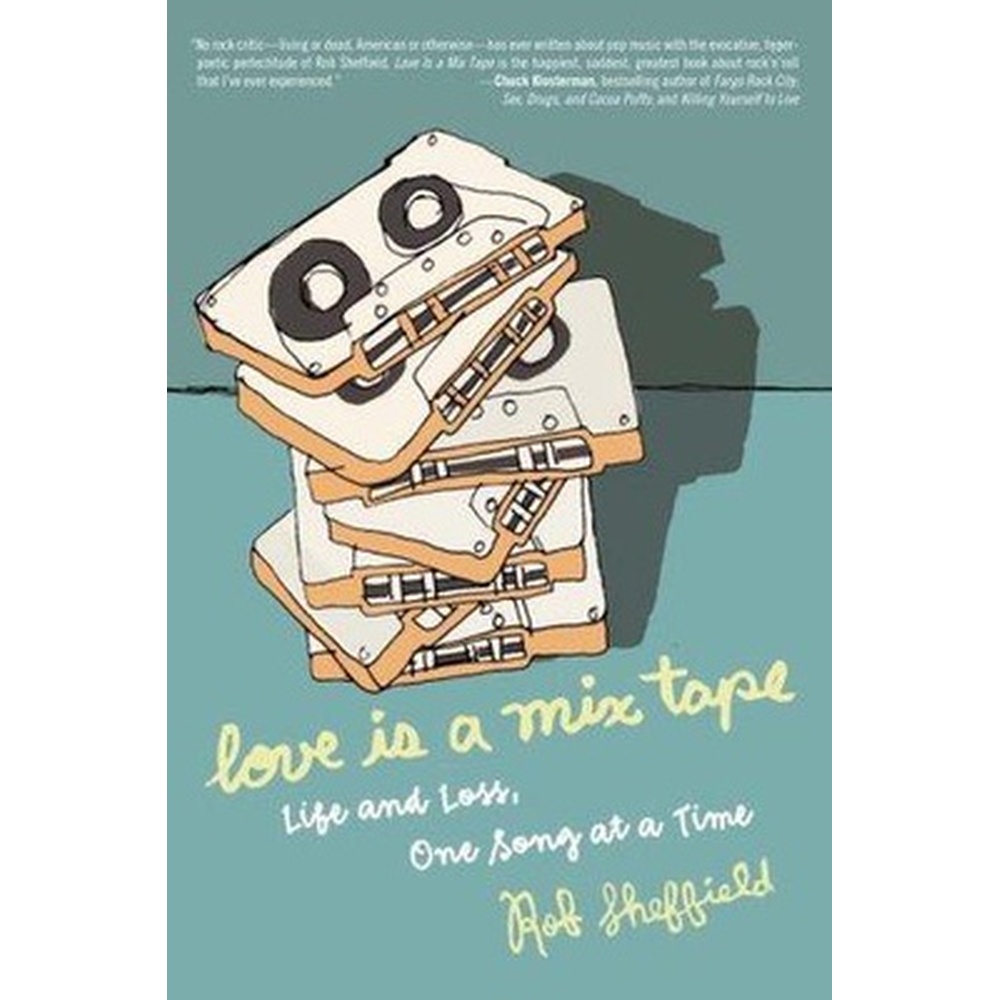 "No rock critic—living or dead, American or otherwise—has ever written about pop music with the evocative, hyper-
poetic perfectitude of Rob Sheffield. Love Is a Mix Tape is the happiest, saddest, greatest book about rock'n'roll
that I've ever experienced."
—Chuck Klosterman, bestselling author of Fargo Rock City;
Sex, Drugs, and Cocoa Puffs; and Killing Yourself to Live
love is a mix tape
Life and Loss,
One Song at a Time
Rob Sheffield